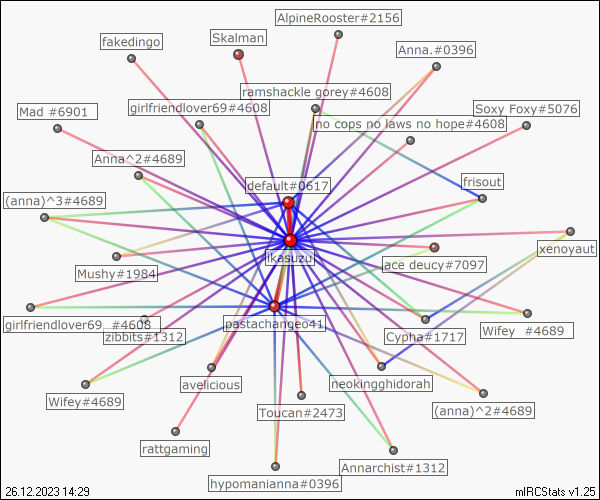 AlpineRooster#2156
Skalman
fakedingo
Anna.#0396
ramshackle gorey#4608
girlfriendlover69#4608
Soxy Foxy#5076
Mad #6901
no cops no laws no hope#4608
Anna^2#4689
default#0617
frisout
(anna)^3#4689
xenoyaut
ikasuzu
lace deucy#7097
Mushy#1984
girlfriendlover69_#4608
pastachangeo41
Wifey  #4689
zibbits#1312
Cypha#1717
avelicious
neokingghidorah
Wifey#4689
Toucan#2473
(anna)^2#4689
rattgaming
Annarchist#1312
hypomanianna#0396
26.12.2023 14:29
mIRCStats v1.25